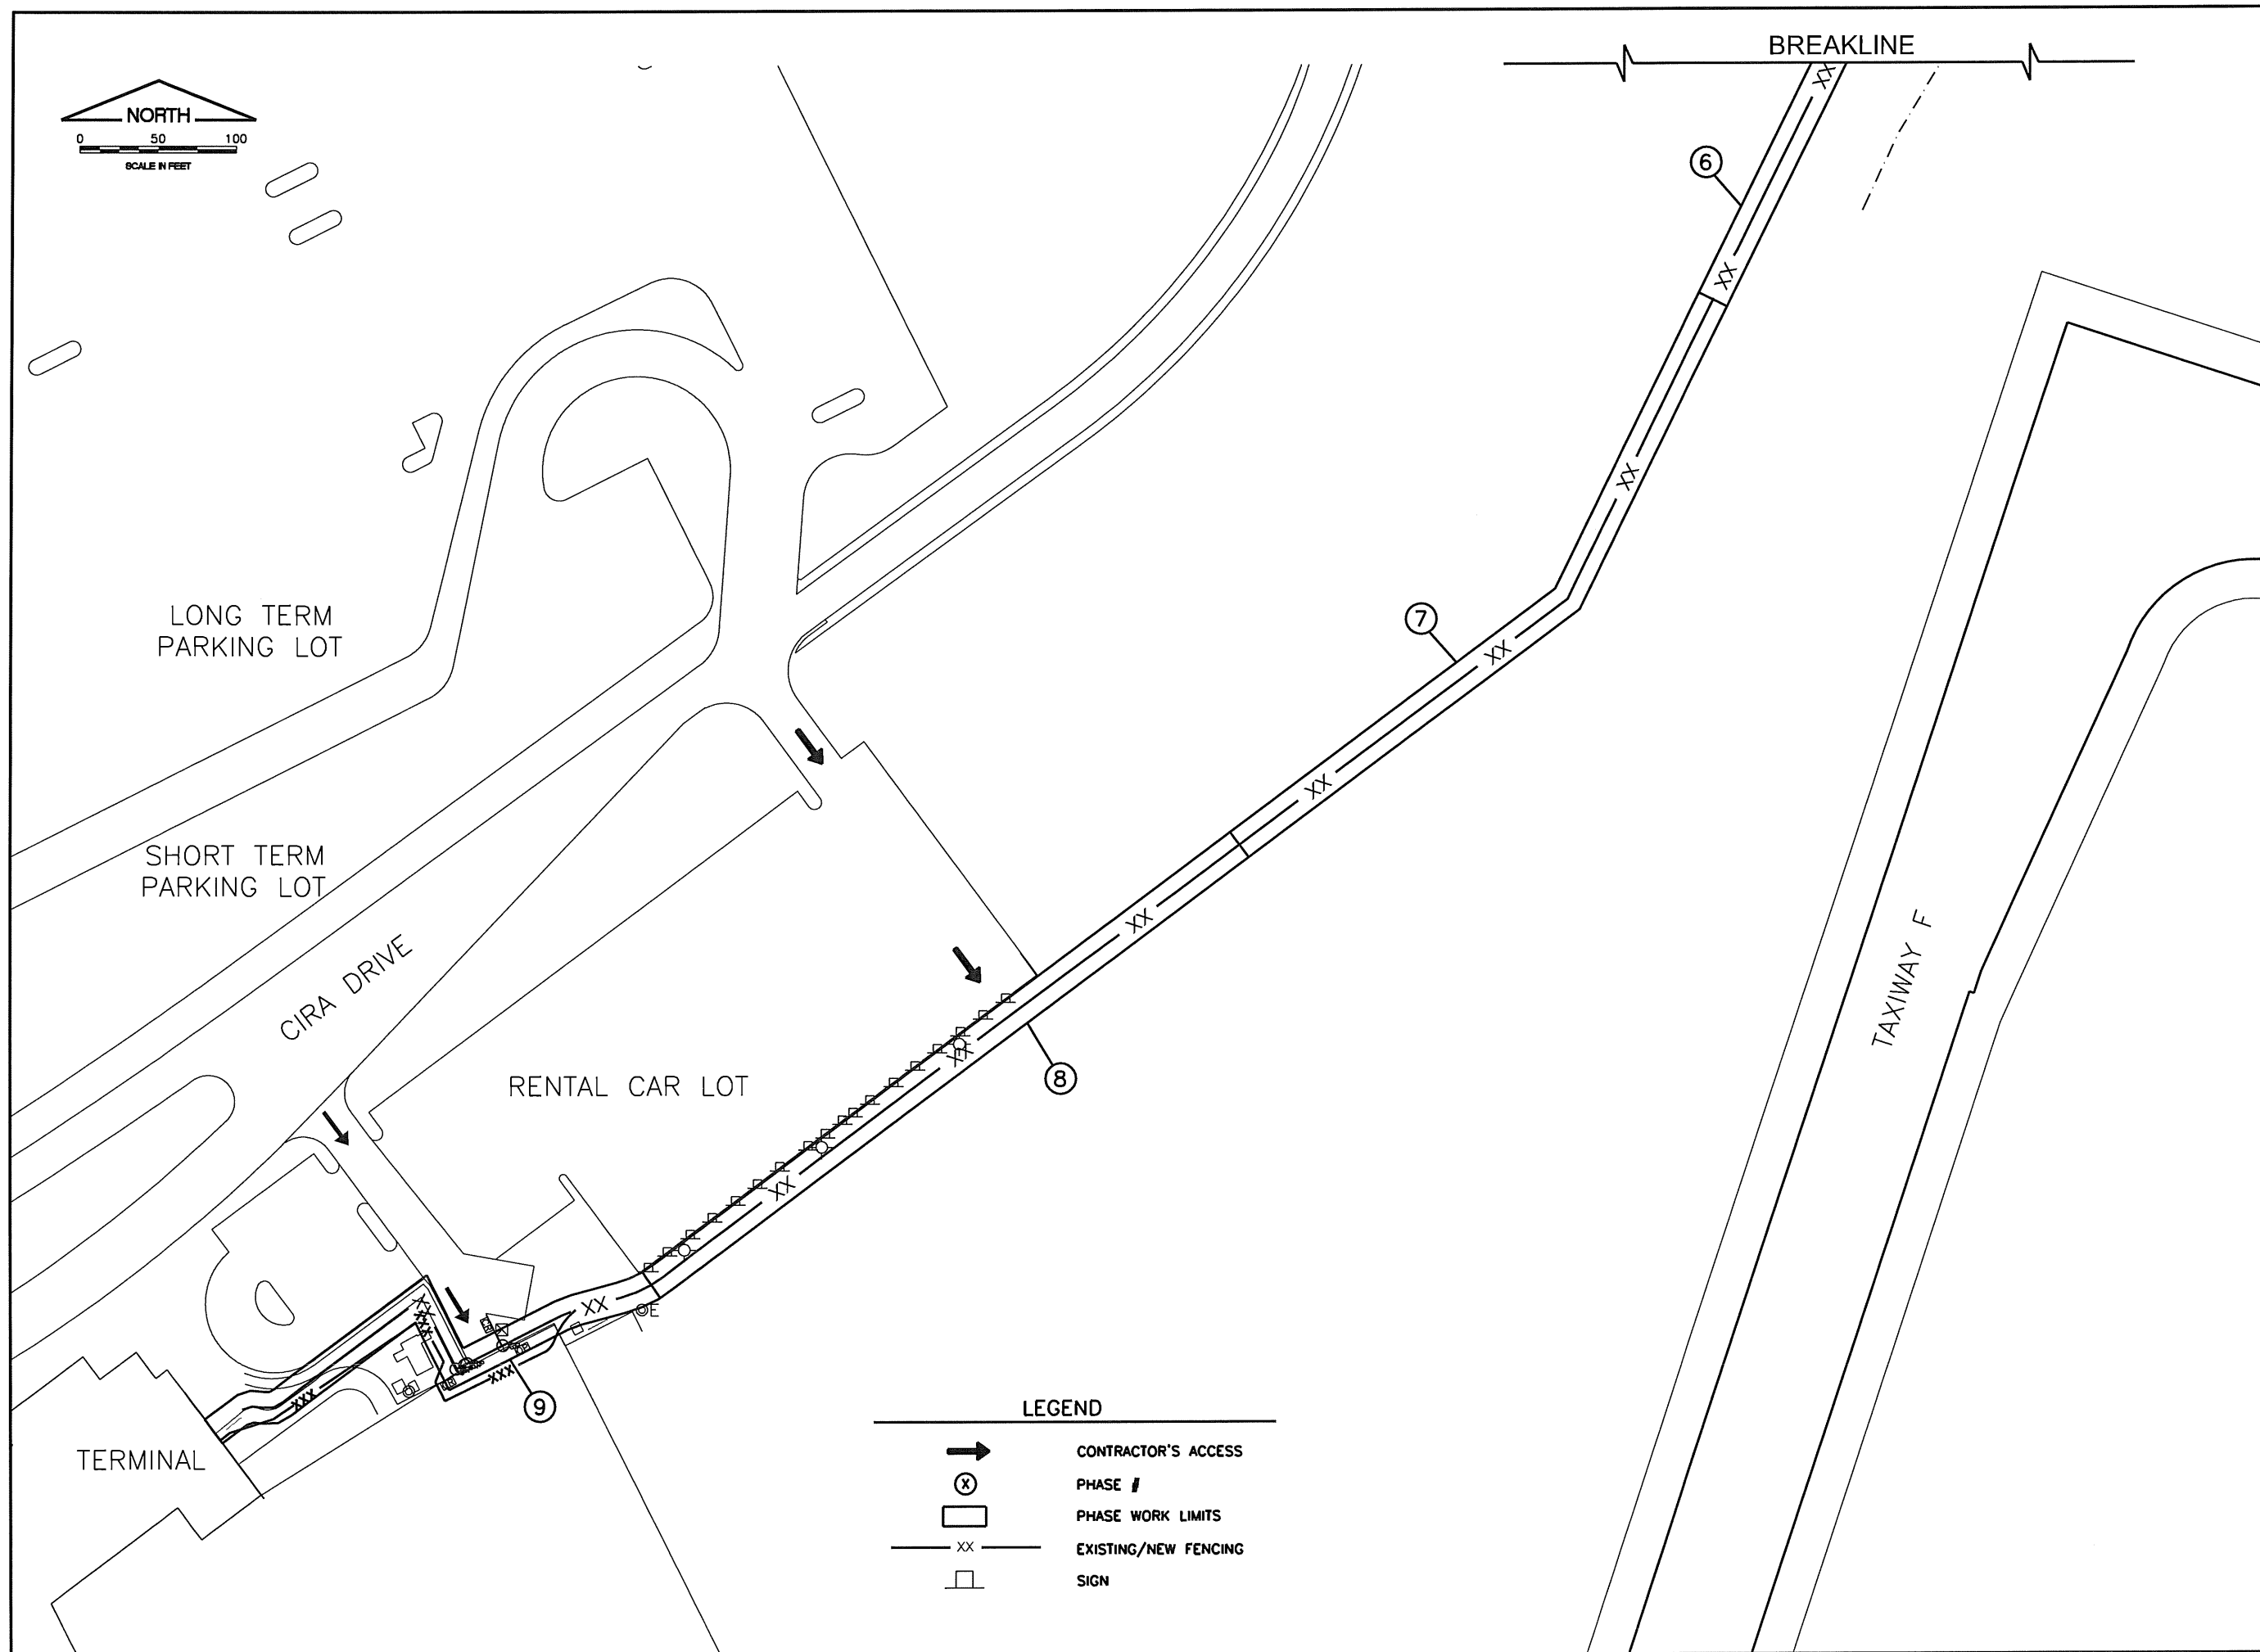 BREAKLINE
NORTH
0 50 100
SCALE IN FEET
6
XX
XX
XX
7
XX
XX
XX
LONG TERM
PARKING LOT
SHORT TERM
PARKING LOT
CIRA DRIVE
TAXIWAY F
RENTAL CAR LOT
XX
8
XX
XX
E
XXX
XXX
9
TERMINAL
LEGEND
CONTRACTOR'S ACCESS
X
PHASE #
PHASE WORK LIMITS
XX
EXISTING/NEW FENCING
SIGN